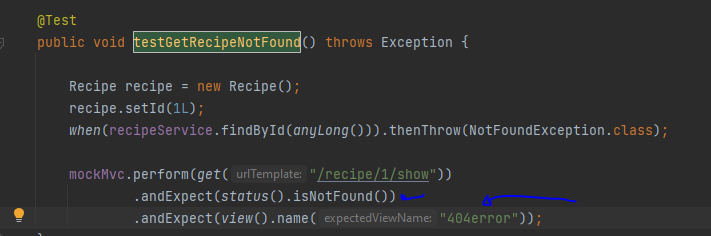 @Test
public void testGetRecipeNotFound() throws Exception {
Recipe recipe = new Recipe();
recipe.setId(1L);
when(recipeService.findById(anyLong())).thenThrow(NotFoundException.class);
mockMvc.perform(get( urlTemplate: "/recipe/1/show"))
.andExpect(status().isNotFound())
.andExpect(view().name( expectedViewName: "404error"));